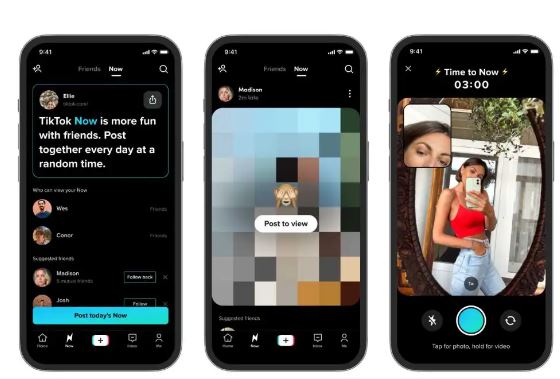 9:41
Friends Now
Ellie
tiktok.com/
TikTok Now is more fun
with friends. Post
together every day at a
random time.
Who can view your Now
Wes
Friends
Conor
Friends
Suggested friends
Madison
5 mutual friends
Follow back
Josh
Follow
Post today's Now
Home
Now
Inbox
Me
9:41
Friends Now
Madison
2m late
Post to view
Suggested friends
Home
Now
Inbox
Me
9:41
⚡ Time to Now ⚡
03:00
1x
Tap for photo, hold for video